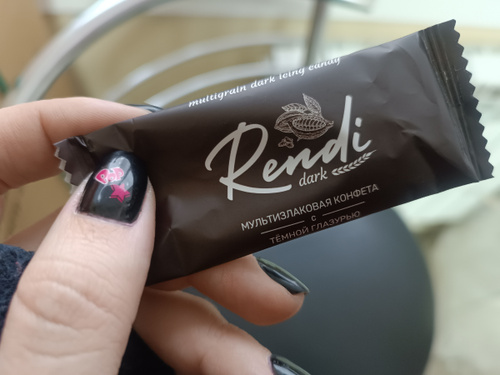 multigrain dark icing candy
Rendi
dark
МУЛЬТИЗЛАКОВАЯ КОНФЕТА
С
ТЁМНОЙ ГЛАЗУРЬЮ